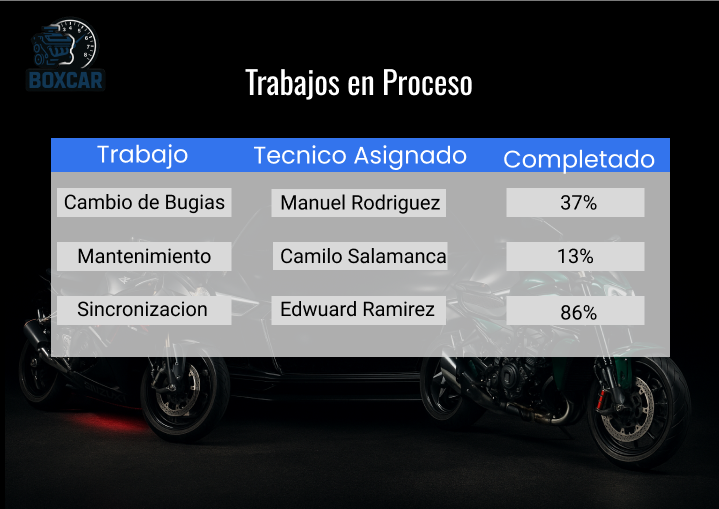 BOXCAR
Trabajos en Proceso
Trabajo Tecnico Asignado Completado
Cambio de Bugias Manuel Rodriguez 37%
Mantenimiento Camilo Salamanca 13%
Sincronizacion Edwuard Ramirez 86%